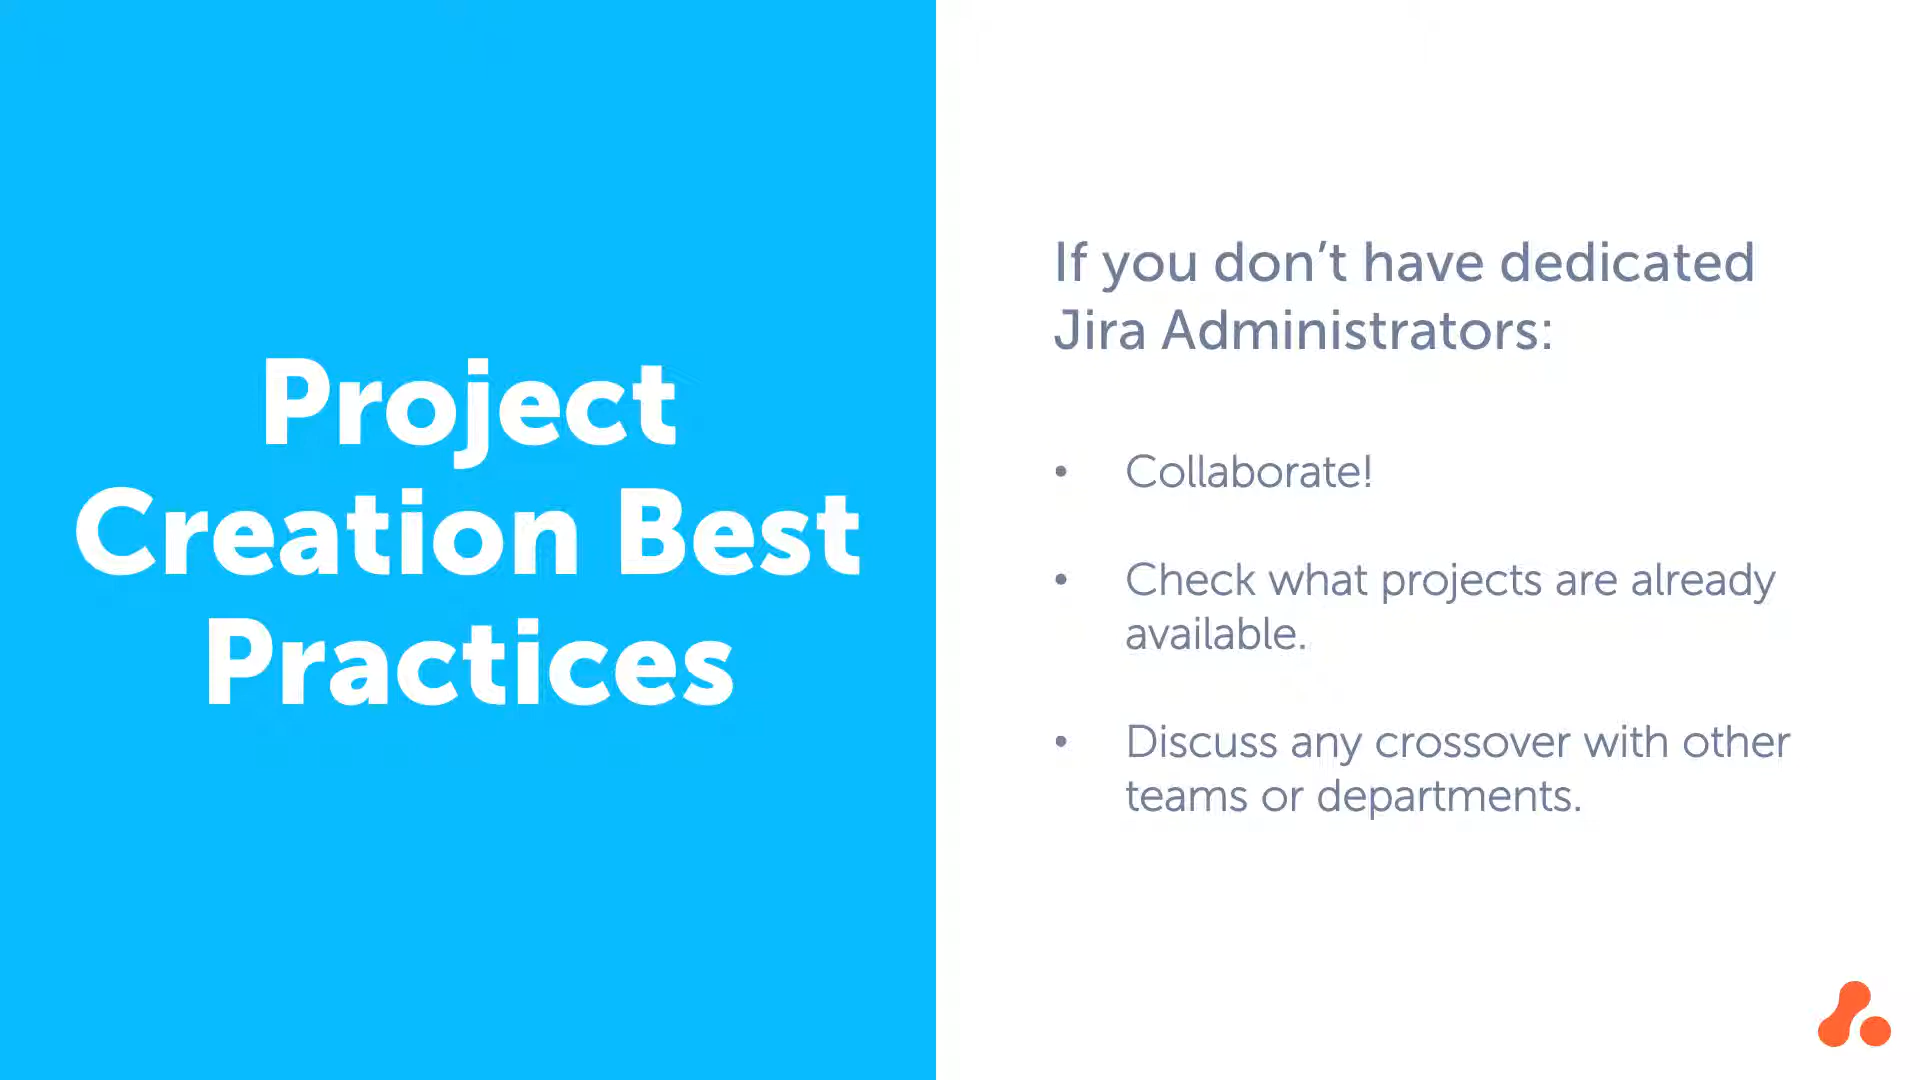 Project
Creation Best
Practices
If you don’t have dedicated
Jira Administrators:
• Collaborate!
• Check what projects are already
available.
• Discuss any crossover with other
teams or departments.